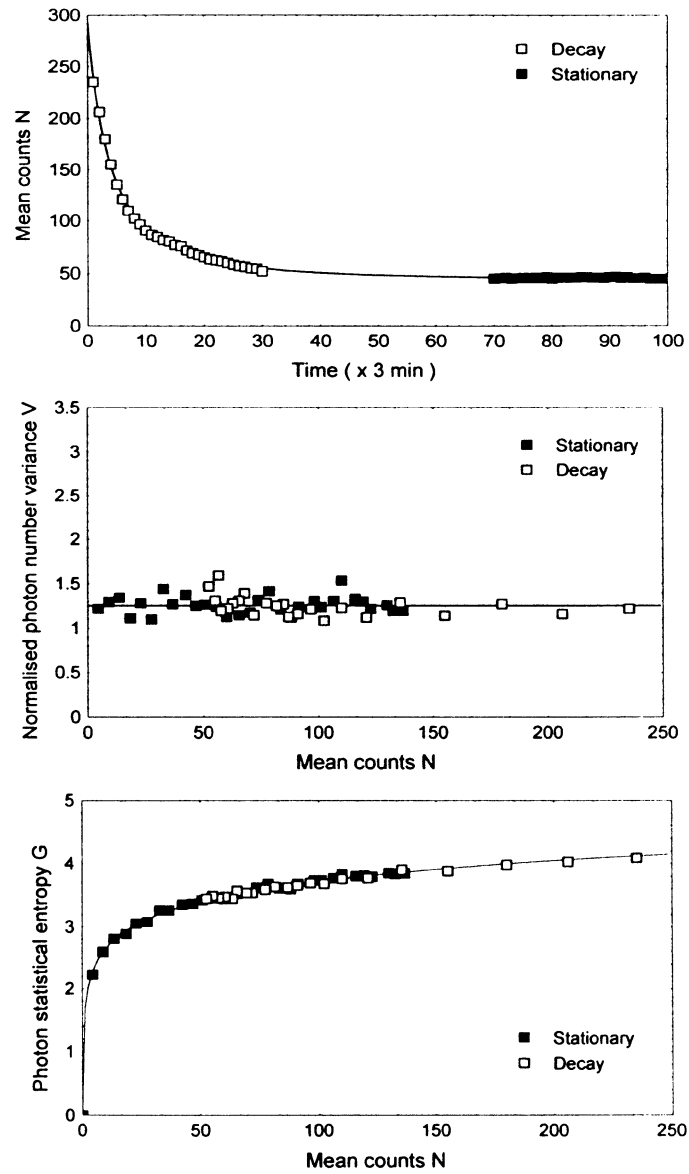 300
250
200
150
100
50
0
Mean counts N
Decay
Stationary
0 10 20 30 40 50 60 70 80 90 100
Time ( x 3 min )
3.5
3
2.5
2
1.5
1
0.5
0
Normalised photon number variance V
Stationary
Decay
0 50 100 150 200 250
Mean counts N
5
4
3
2
1
0
Photon statistical entropy G
Stationary
Decay
0 50 100 150 200 250
Mean counts N